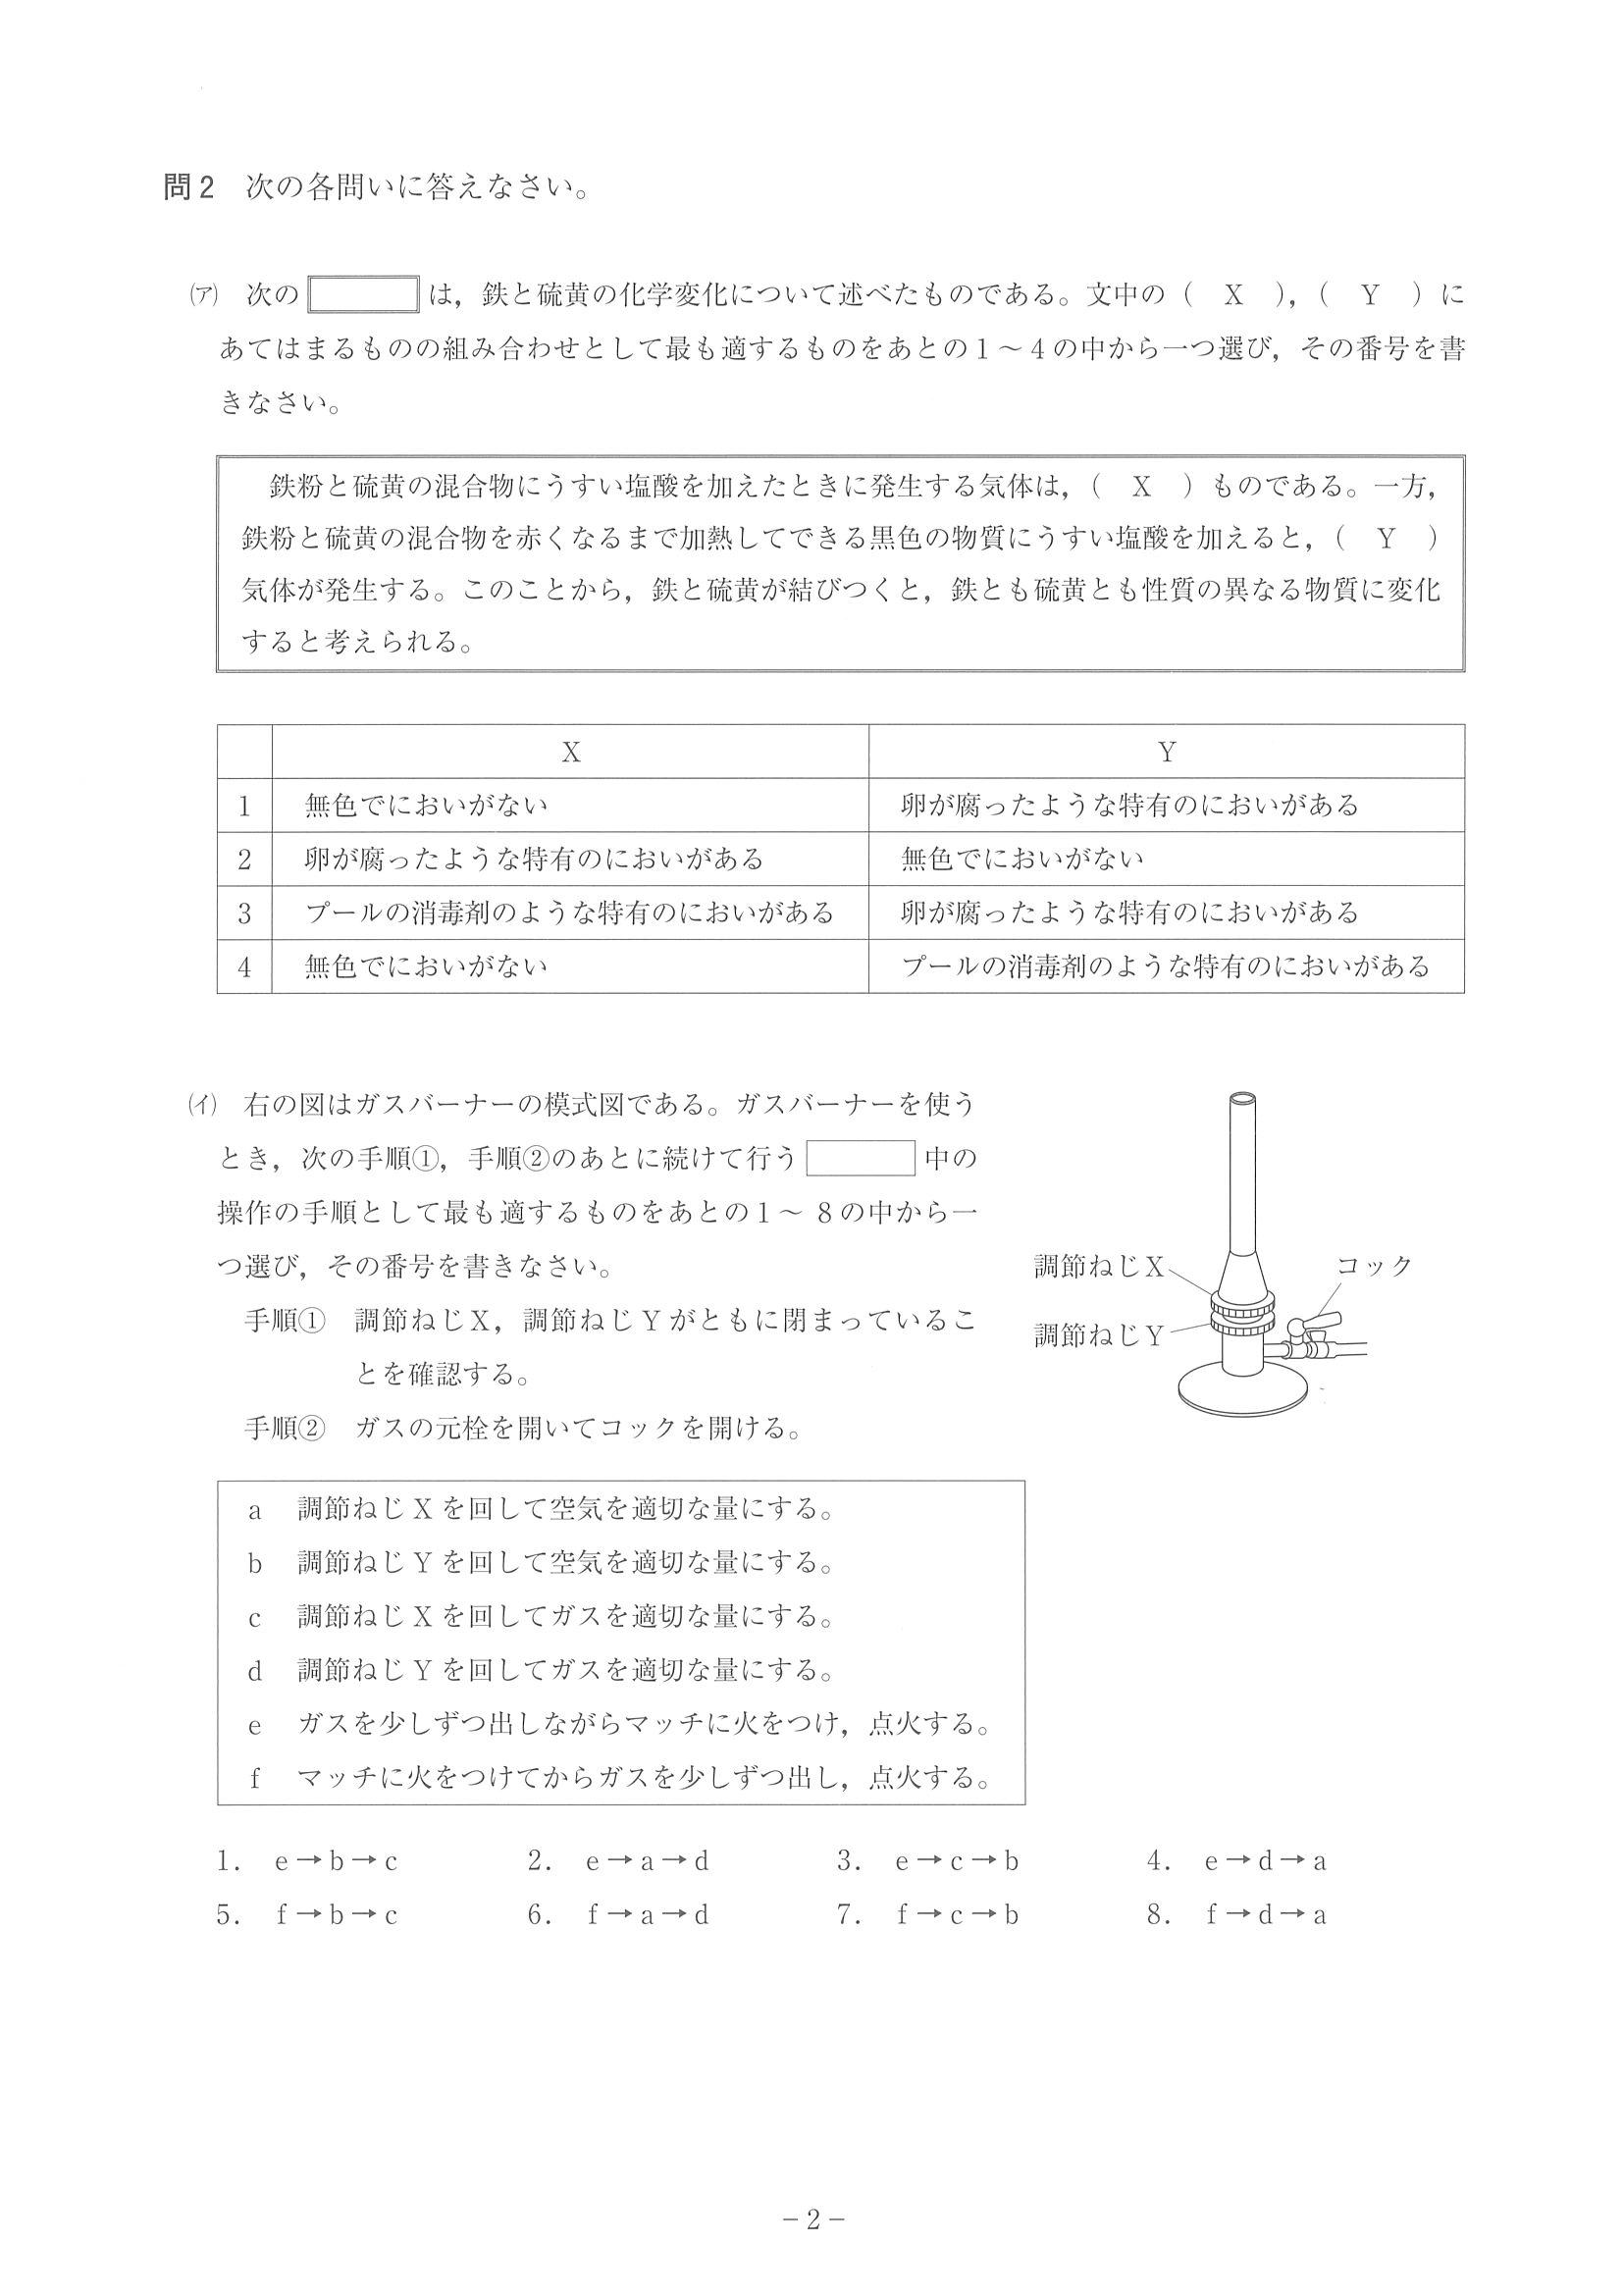 問2 次の各問いに答えなさい。
(ア) 次の は，鉄と硫黄の化学変化について述べたものである。文中の（ X ），（ Y ）に
あてはまるものの組み合わせとして最も適するものをあとの1～4の中から一つ選び，その番号を書
きなさい。
鉄粉と硫黄の混合物にうすい塩酸を加えたときに発生する気体は，（ X ）ものである。一方，
鉄粉と硫黄の混合物を赤くなるまで加熱してできる黒色の物質にうすい塩酸を加えると，（ Y ）
気体が発生する。このことから，鉄と硫黄が結びつくと，鉄とも硫黄とも性質の異なる物質に変化
すると考えられる。
X Y
1 無色でにおいがない 卵が腐ったような特有のにおいがある
2 卵が腐ったような特有のにおいがある 無色でにおいがない
3 プールの消毒剤のような特有のにおいがある 卵が腐ったような特有のにおいがある
4 無色でにおいがない プールの消毒剤のような特有のにおいがある
(イ) 右の図はガスバーナーの模式図である。ガスバーナーを使う
とき，次の手順①，手順②のあとに続けて行う 中の
操作の手順として最も適するものをあとの1～8の中から一
つ選び，その番号を書きなさい。
手順① 調節ねじX，調節ねじYがともに閉まっているこ
とを確認する。
手順② ガスの元栓を開いてコックを開ける。
調節ねじX
コック
調節ねじY
a 調節ねじXを回して空気を適切な量にする。
b 調節ねじYを回して空気を適切な量にする。
c 調節ねじXを回してガスを適切な量にする。
d 調節ねじYを回してガスを適切な量にする。
e ガスを少しずつ出しながらマッチに火をつけ，点火する。
f マッチに火をつけてからガスを少しずつ出し，点火する。
1. e→b→c 2. e→a→d 3. e→c→b 4. e→d→a
5. f→b→c 6. f→a→d 7. f→c→b 8. f→d→a
－2－